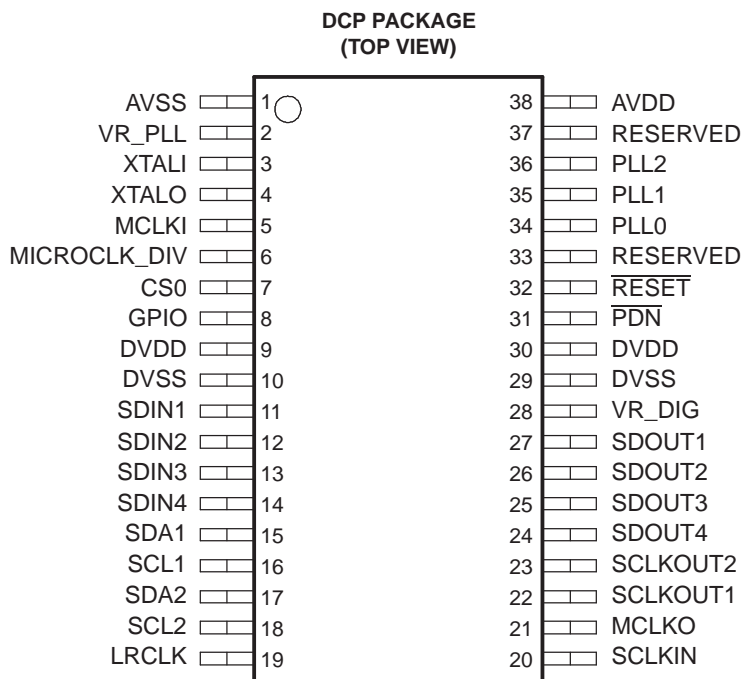 DCP PACKAGE
(TOP VIEW)
AVSS 1 38 AVDD
VR_PLL 2 37 RESERVED
XTALI 3 36 PLL2
XTALO 4 35 PLL1
MCLKI 5 34 PLL0
MICROCLK_DIV 6 33 RESERVED
CS0 7 32 RESET
GPIO 8 31 PDN
DVDD 9 30 DVDD
DVSS 10 29 DVSS
SDIN1 11 28 VR_DIG
SDIN2 12 27 SDOUT1
SDIN3 13 26 SDOUT2
SDIN4 14 25 SDOUT3
SDA1 15 24 SDOUT4
SCL1 16 23 SCLKOUT2
SDA2 17 22 SCLKOUT1
SCL2 18 21 MCLKO
LRCLK 19 20 SCLKIN